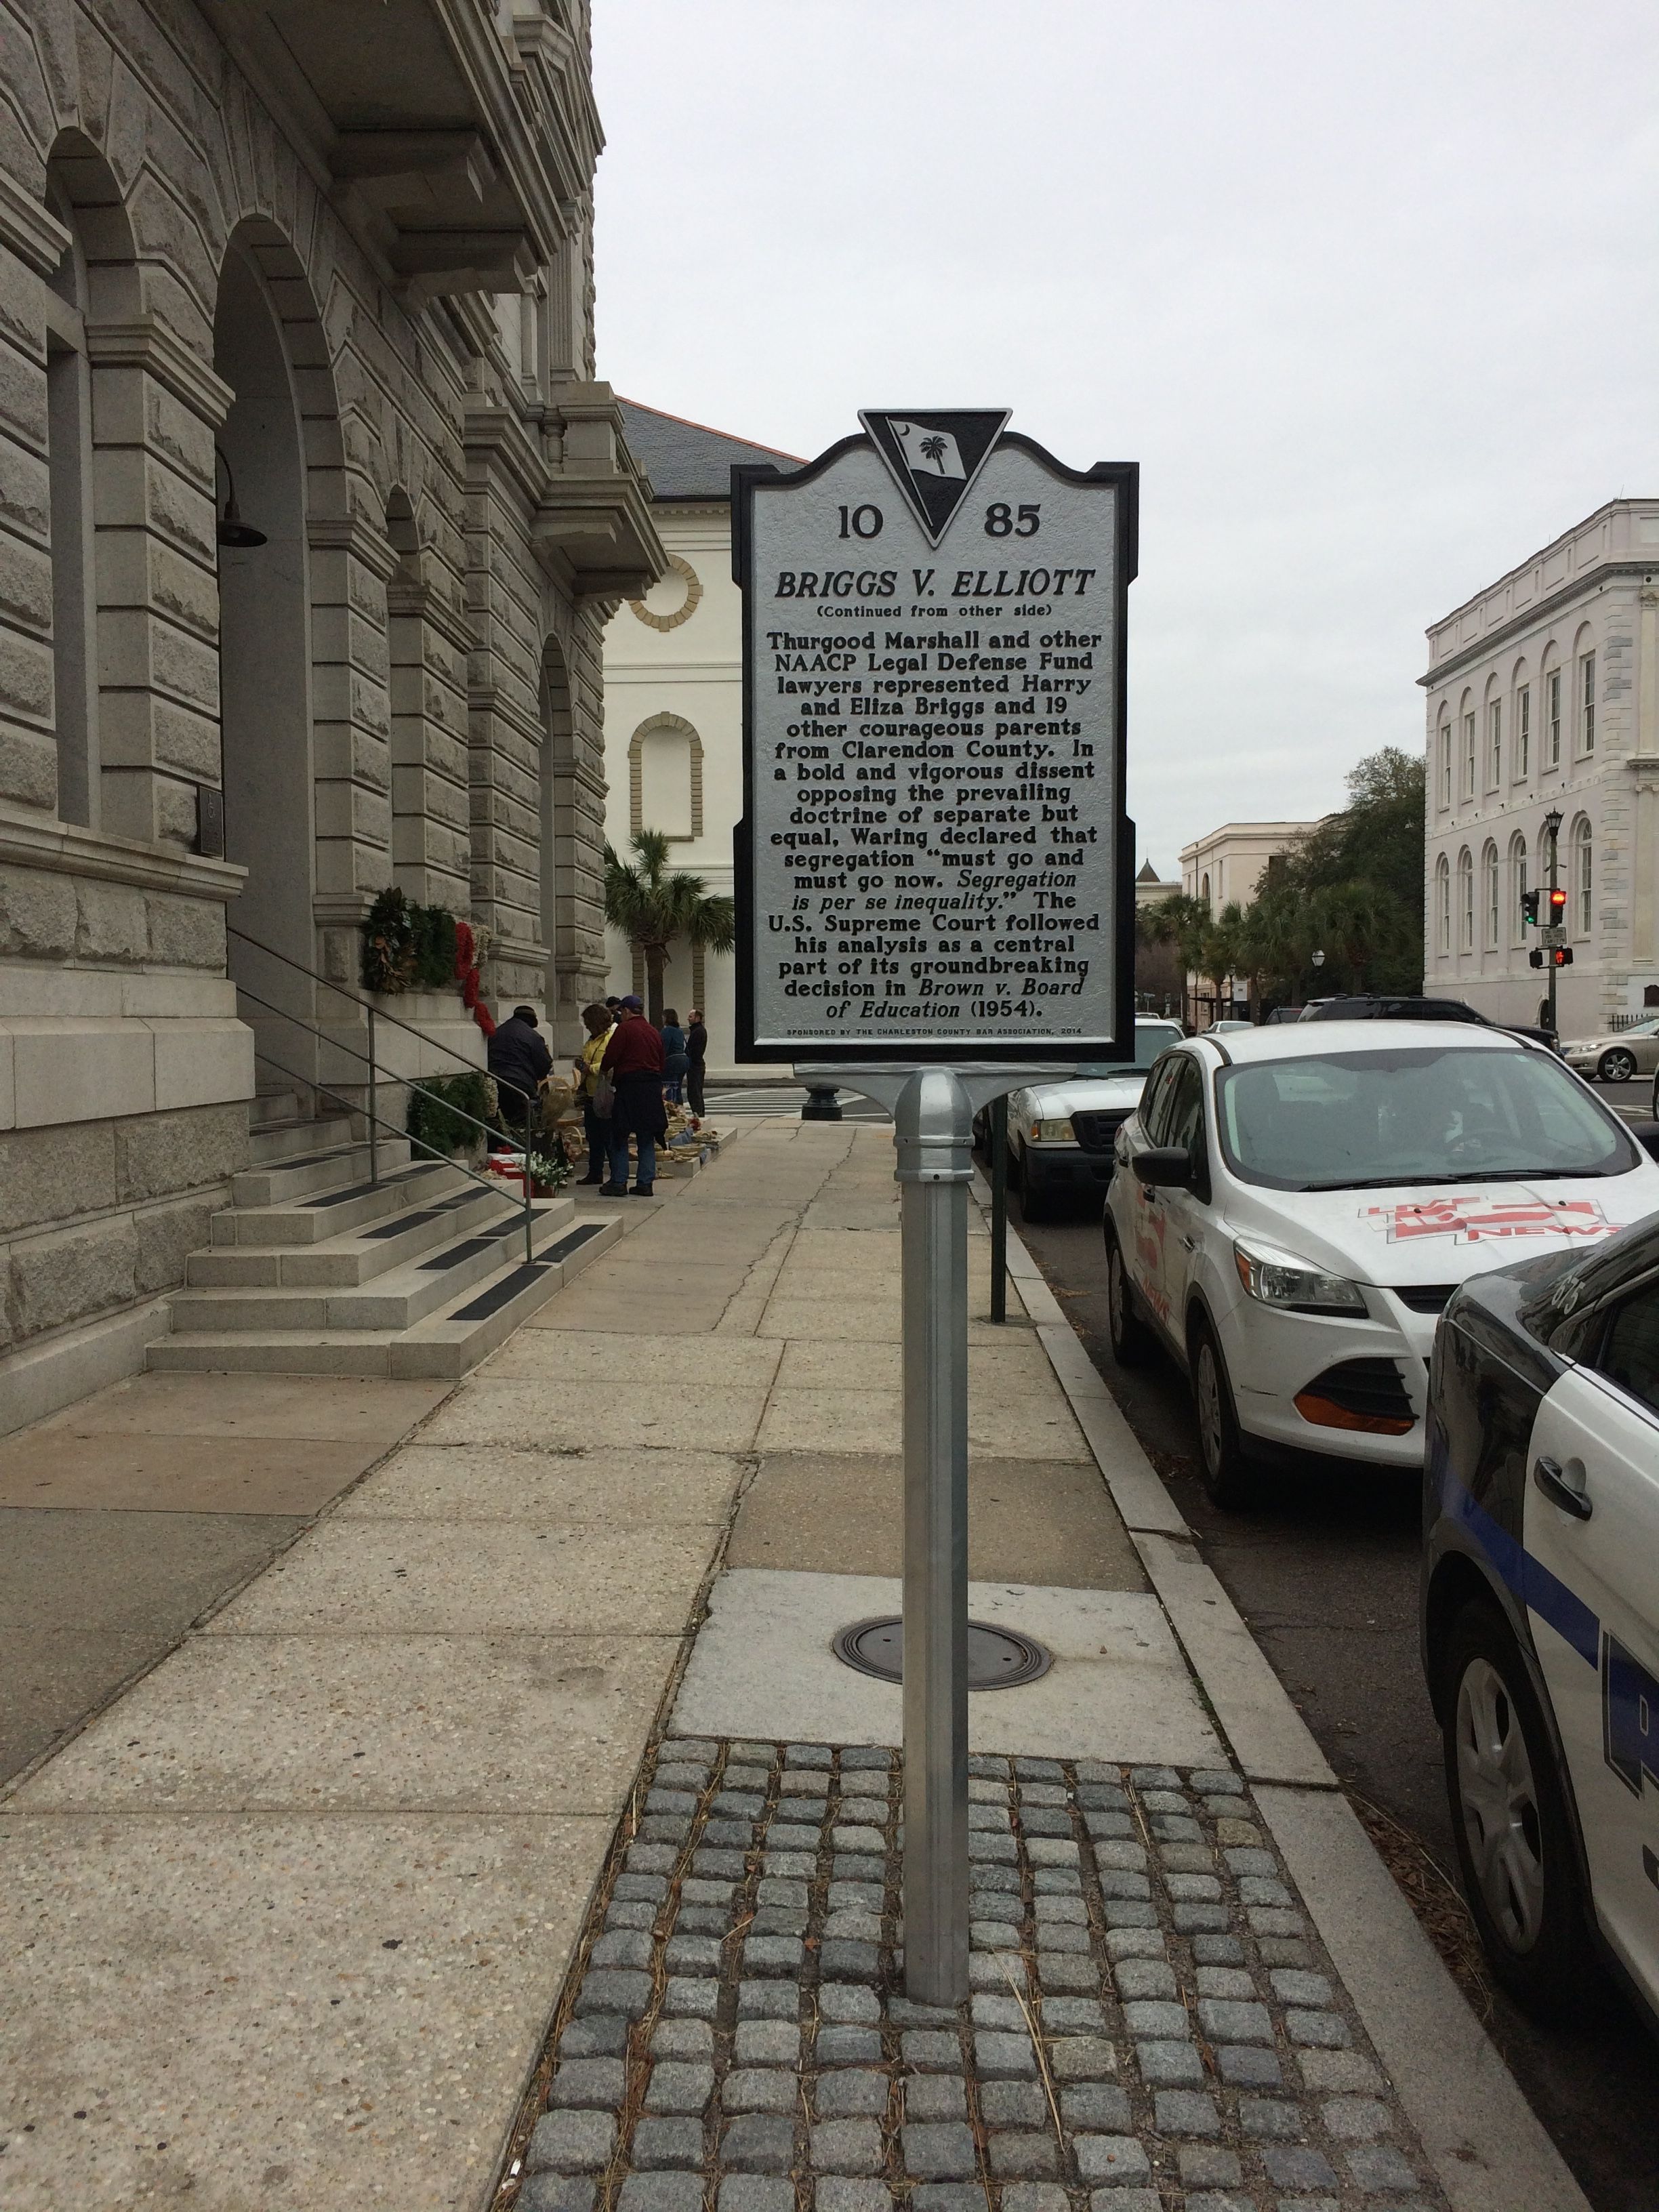 10 85
BRIGGS V. ELLIOTT
(Continued from other side)
Thurgood Marshall and other
NAACP Legal Defense Fund
lawyers represented Harry
and Eliza Briggs and 19
other courageous parents
from Clarendon County. In
a bold and vigorous dissent
opposing the prevailing
doctrine of separate but
equal, Waring declared that
segregation “must go and
must go now. Segregation
is per se inequality.” The
U.S. Supreme Court followed
his analysis as a central
part of its groundbreaking
decision in Brown v. Board
of Education (1954).
SPONSORED BY THE CHARLESTON COUNTY BAR ASSOCIATION, 2014
LIVE
NEWS